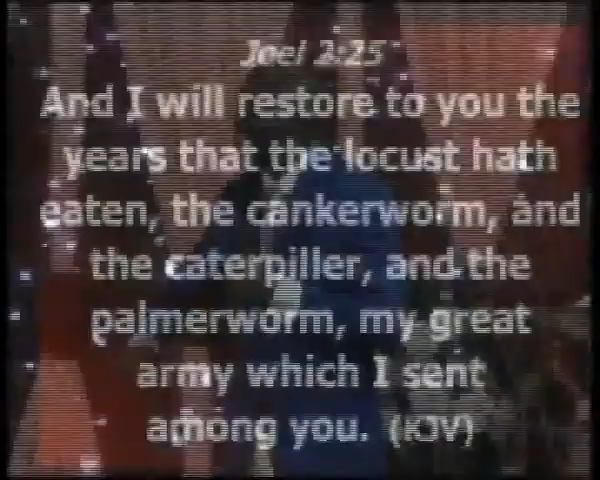 Joel 2:25
And I will restore to you the
years that the locust hath
eaten, the cankerworm, and
the caterpiller, and the
palmerworm, my great
army which I sent
among you. (KJV)